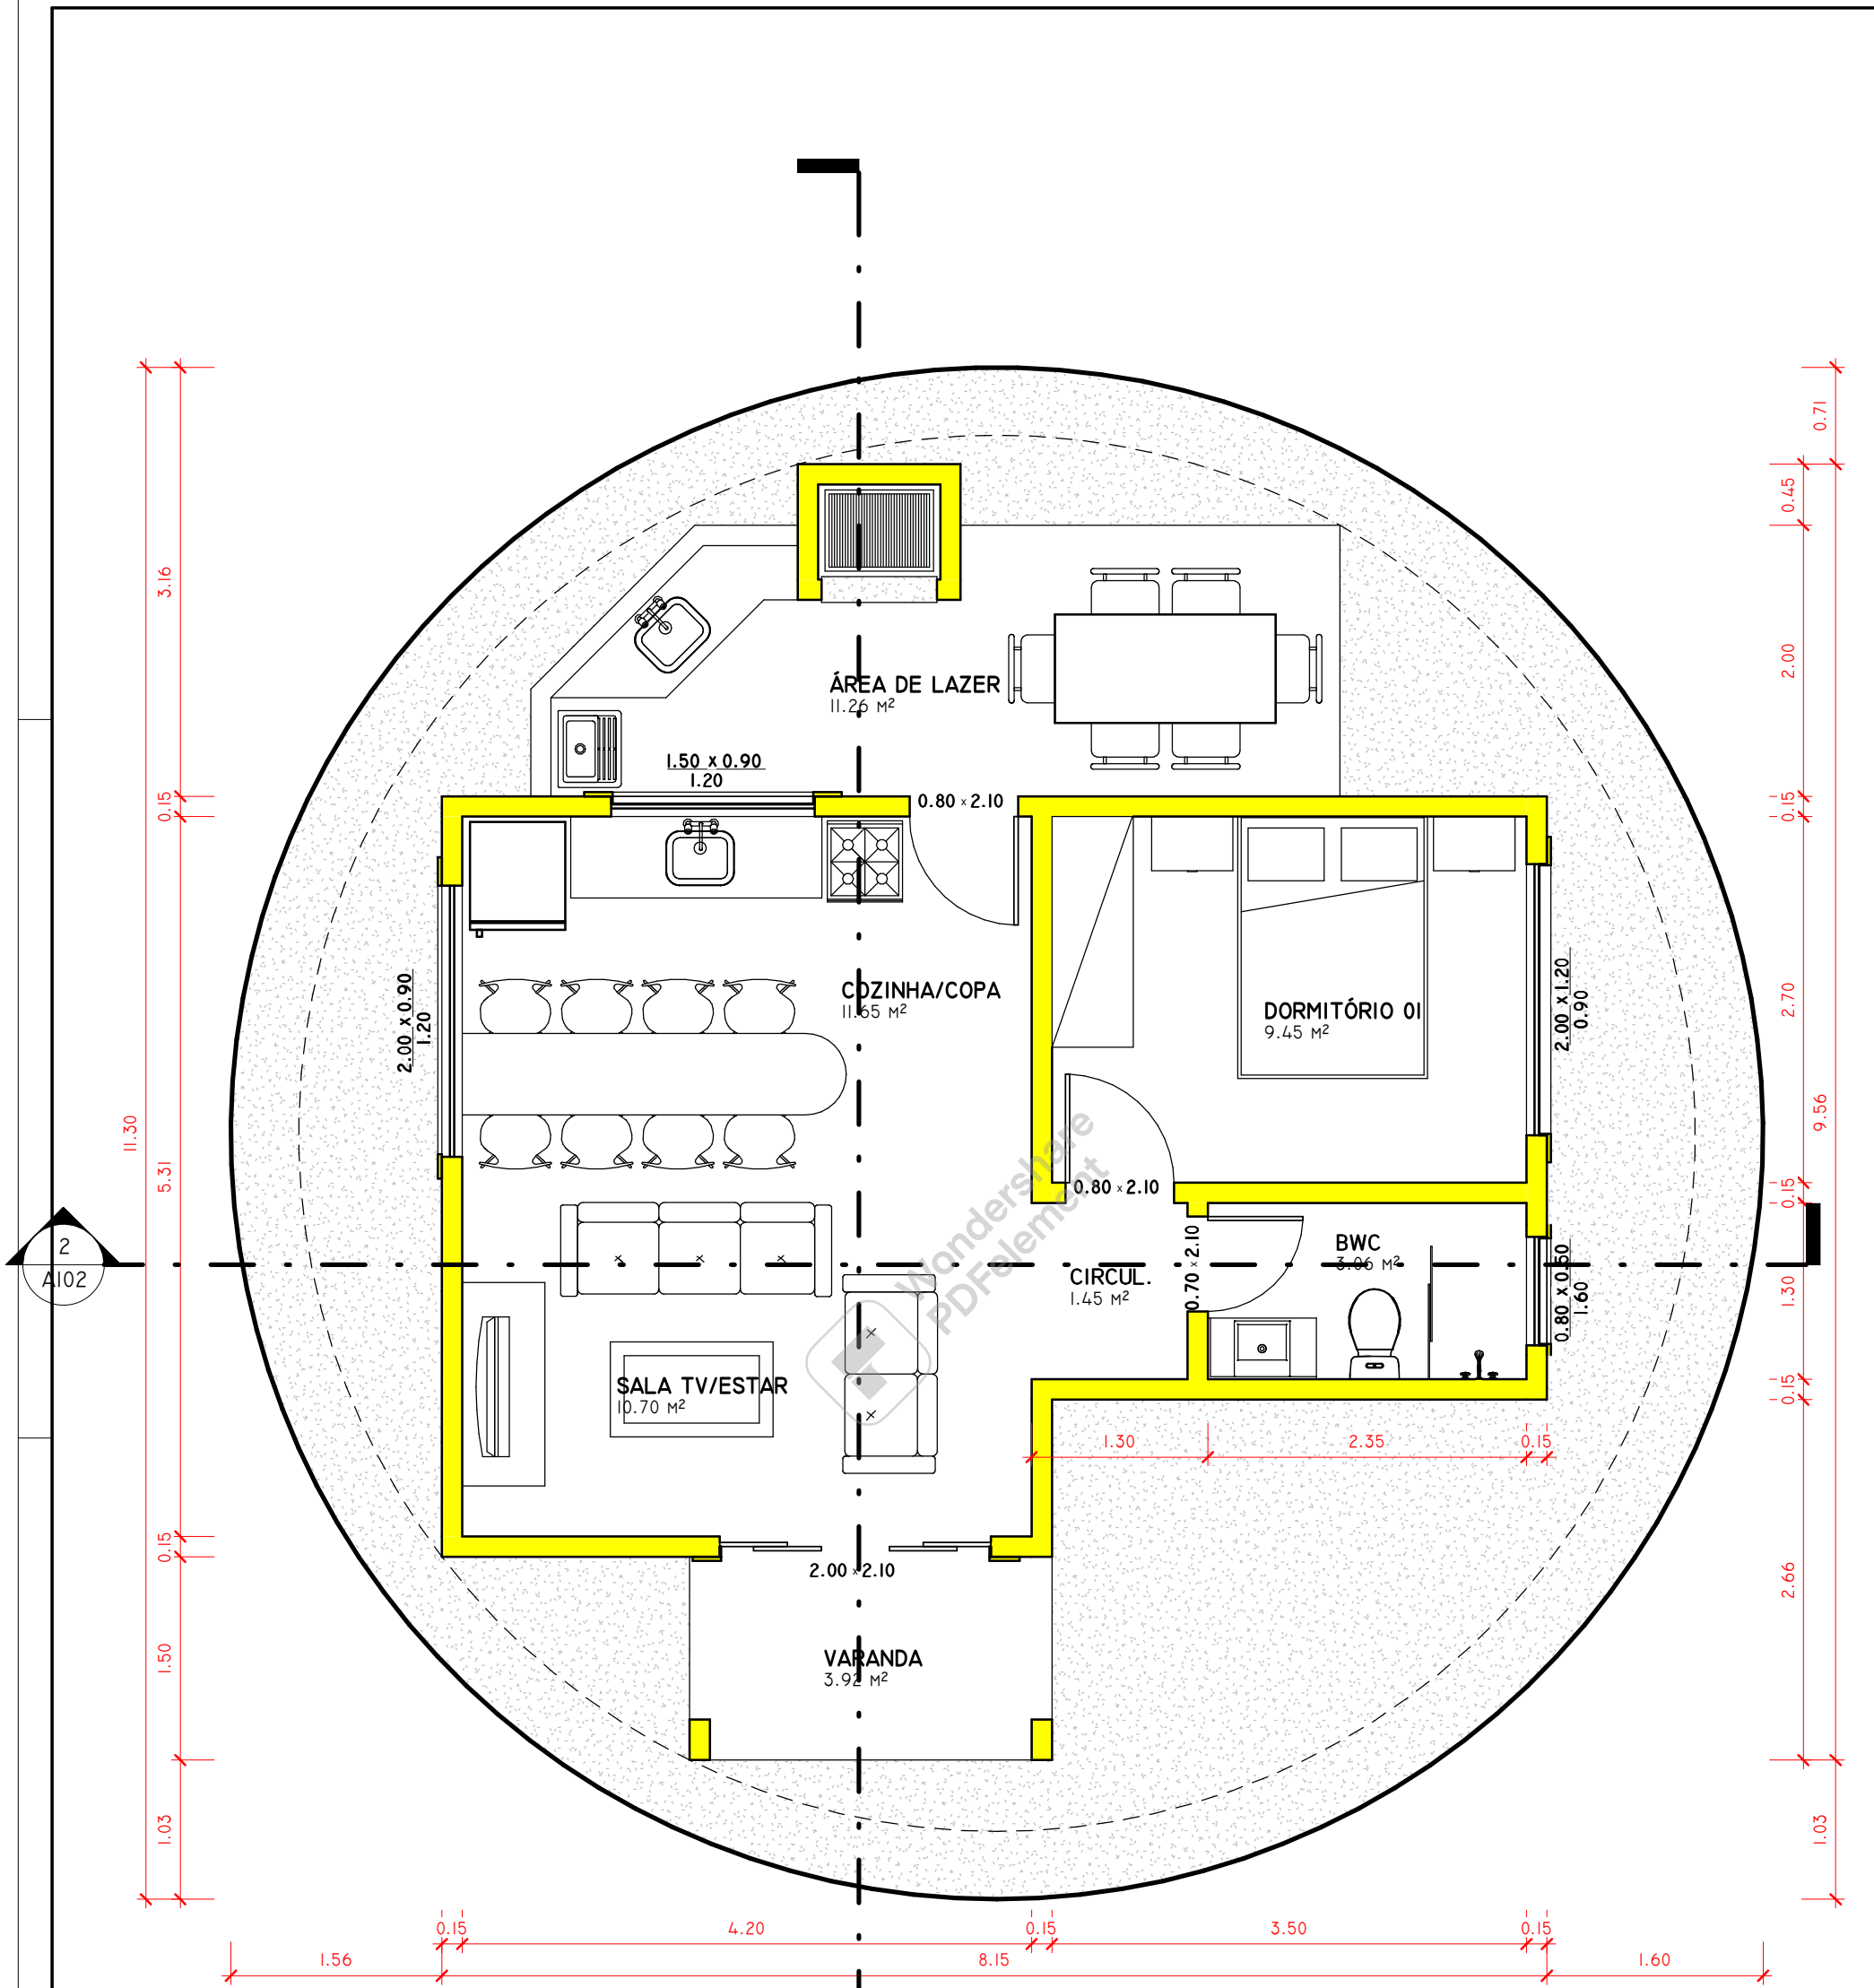 0.71
0.45
3.16
2.00
ÁREA DE LAZER
11.26 M²
1.50 x 0.90
1.20
0.80 x 2.10
0.15
0.15
2.00 x 0.90
1.20
COZINHA/COPA
11.65 M²
DORMITÓRIO 01
9.45 M²
2.00 x 1.20
0.90
2.70
11.30
5.31
9.56
0.80 x 2.10
0.15
Wondershare
PDFelement
2
A102
CIRCUL.
1.45 M²
0.70 x 2.10
BWC
3.06 M²
0.80 x 0.60
1.60
1.30
SALA TV/ESTAR
10.70 M²
0.15
1.30
2.35
0.15
0.15
2.00 x 2.10
2.66
1.50
VARANDA
3.92 M²
1.03
1.03
0.15
4.20
0.15
3.50
0.15
1.56
8.15
1.60